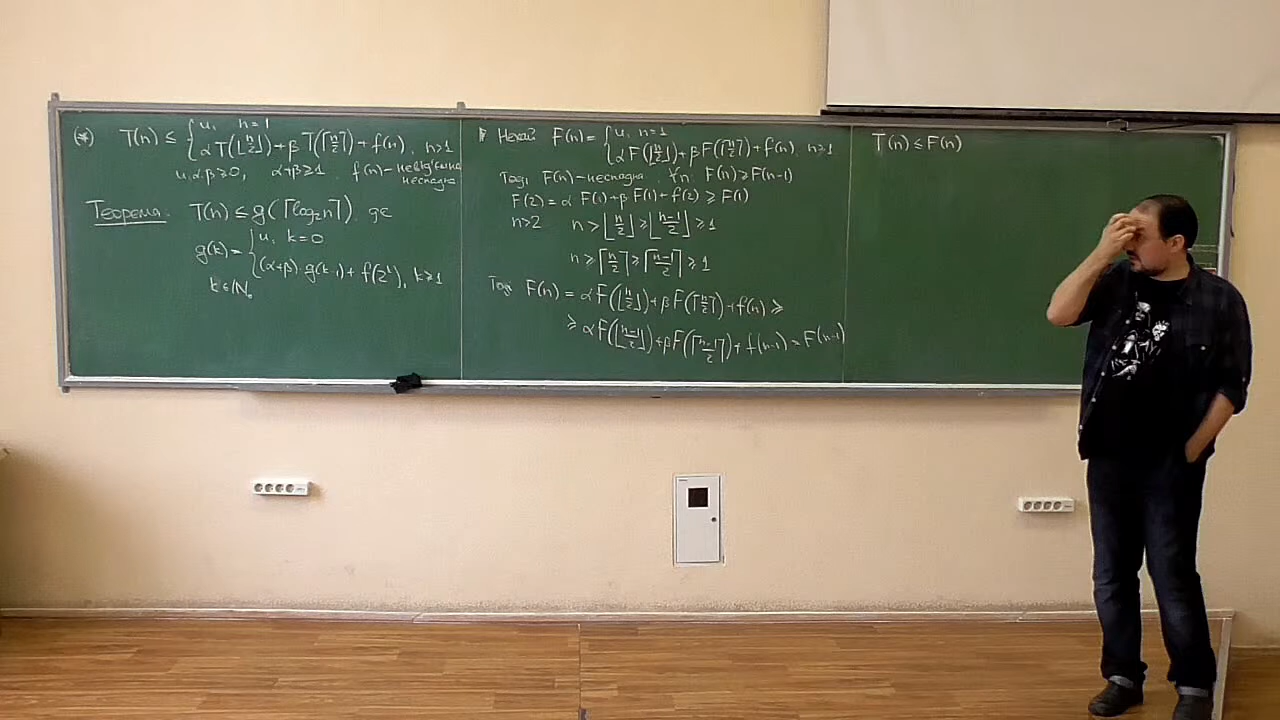 (*) T(n) ≤ { u, n=1
αT(⌊n/2⌋)+βT(⌈n/2⌉)+f(n), n>1
u,α,β≥0, α+β≥1, f(n)-невід'ємна
неспадна
Теорема. T(n) ≤ g(⌈log₂n⌉), де
g(k) = { u, k=0
(α+β)·g(k-1)+f(2ᵏ), k≥1
k∈ℕ₀
Нехай F(n) = { u, n=1
αF(⌊n/2⌋)+βF(⌈n/2⌉)+f(n), n>1
Тоді F(n)-неспадна, ∀n: F(n)≥F(n-1)
F(2)=αF(1)+βF(1)+f(2)≥F(1)
n>2 n>⌊n/2⌋≥⌊(n-1)/2⌋≥1
n≥⌈n/2⌉≥⌈(n-1)/2⌉≥1
Тоді F(n)=αF(⌊n/2⌋)+βF(⌈n/2⌉)+f(n)≥
≥αF(⌊(n-1)/2⌋)+βF(⌈(n-1)/2⌉)+f(n-1)=F(n-1)
T(n)≤F(n)